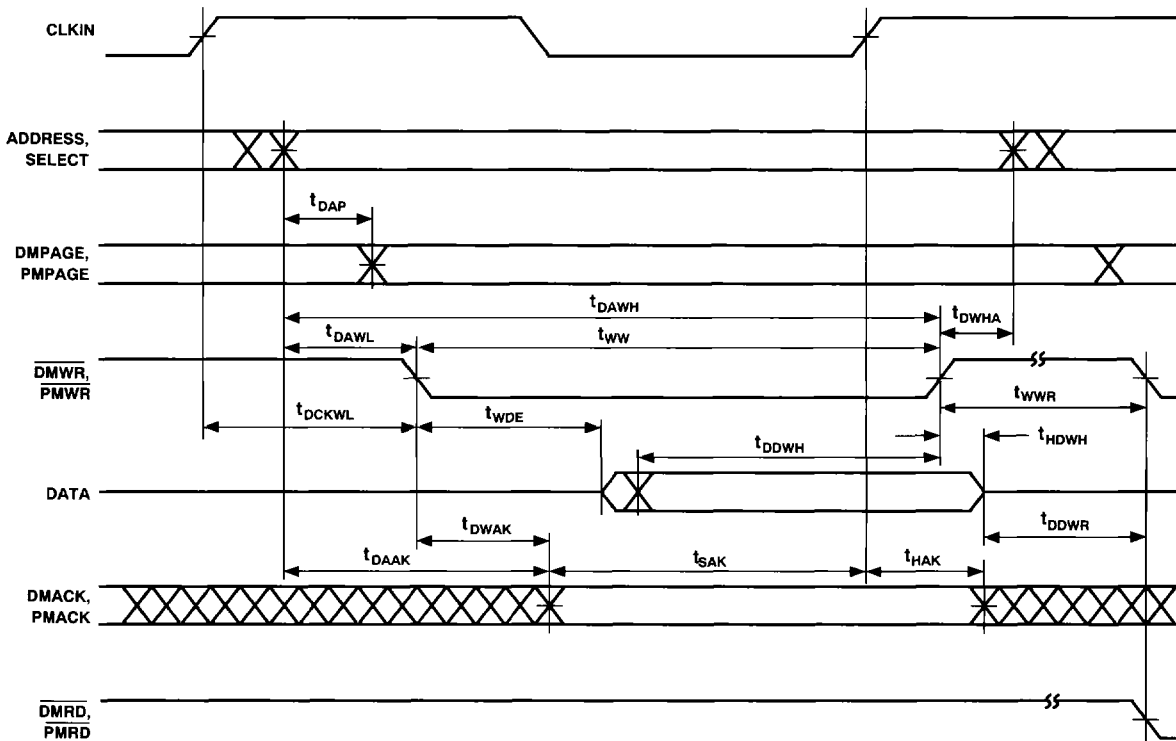 CLKIN
ADDRESS,
SELECT
tDAP
DMPAGE,
PMPAGE
tDAWH
tDWHA
tDAWL
tWW
DMWR,
PMWR
tWWR
tDCKWL
tWDE
tHDWH
tDDWH
DATA
tDWAK
tDDWR
tDAAK
tSAK
tHAK
DMACK,
PMACK
DMRD,
PMRD